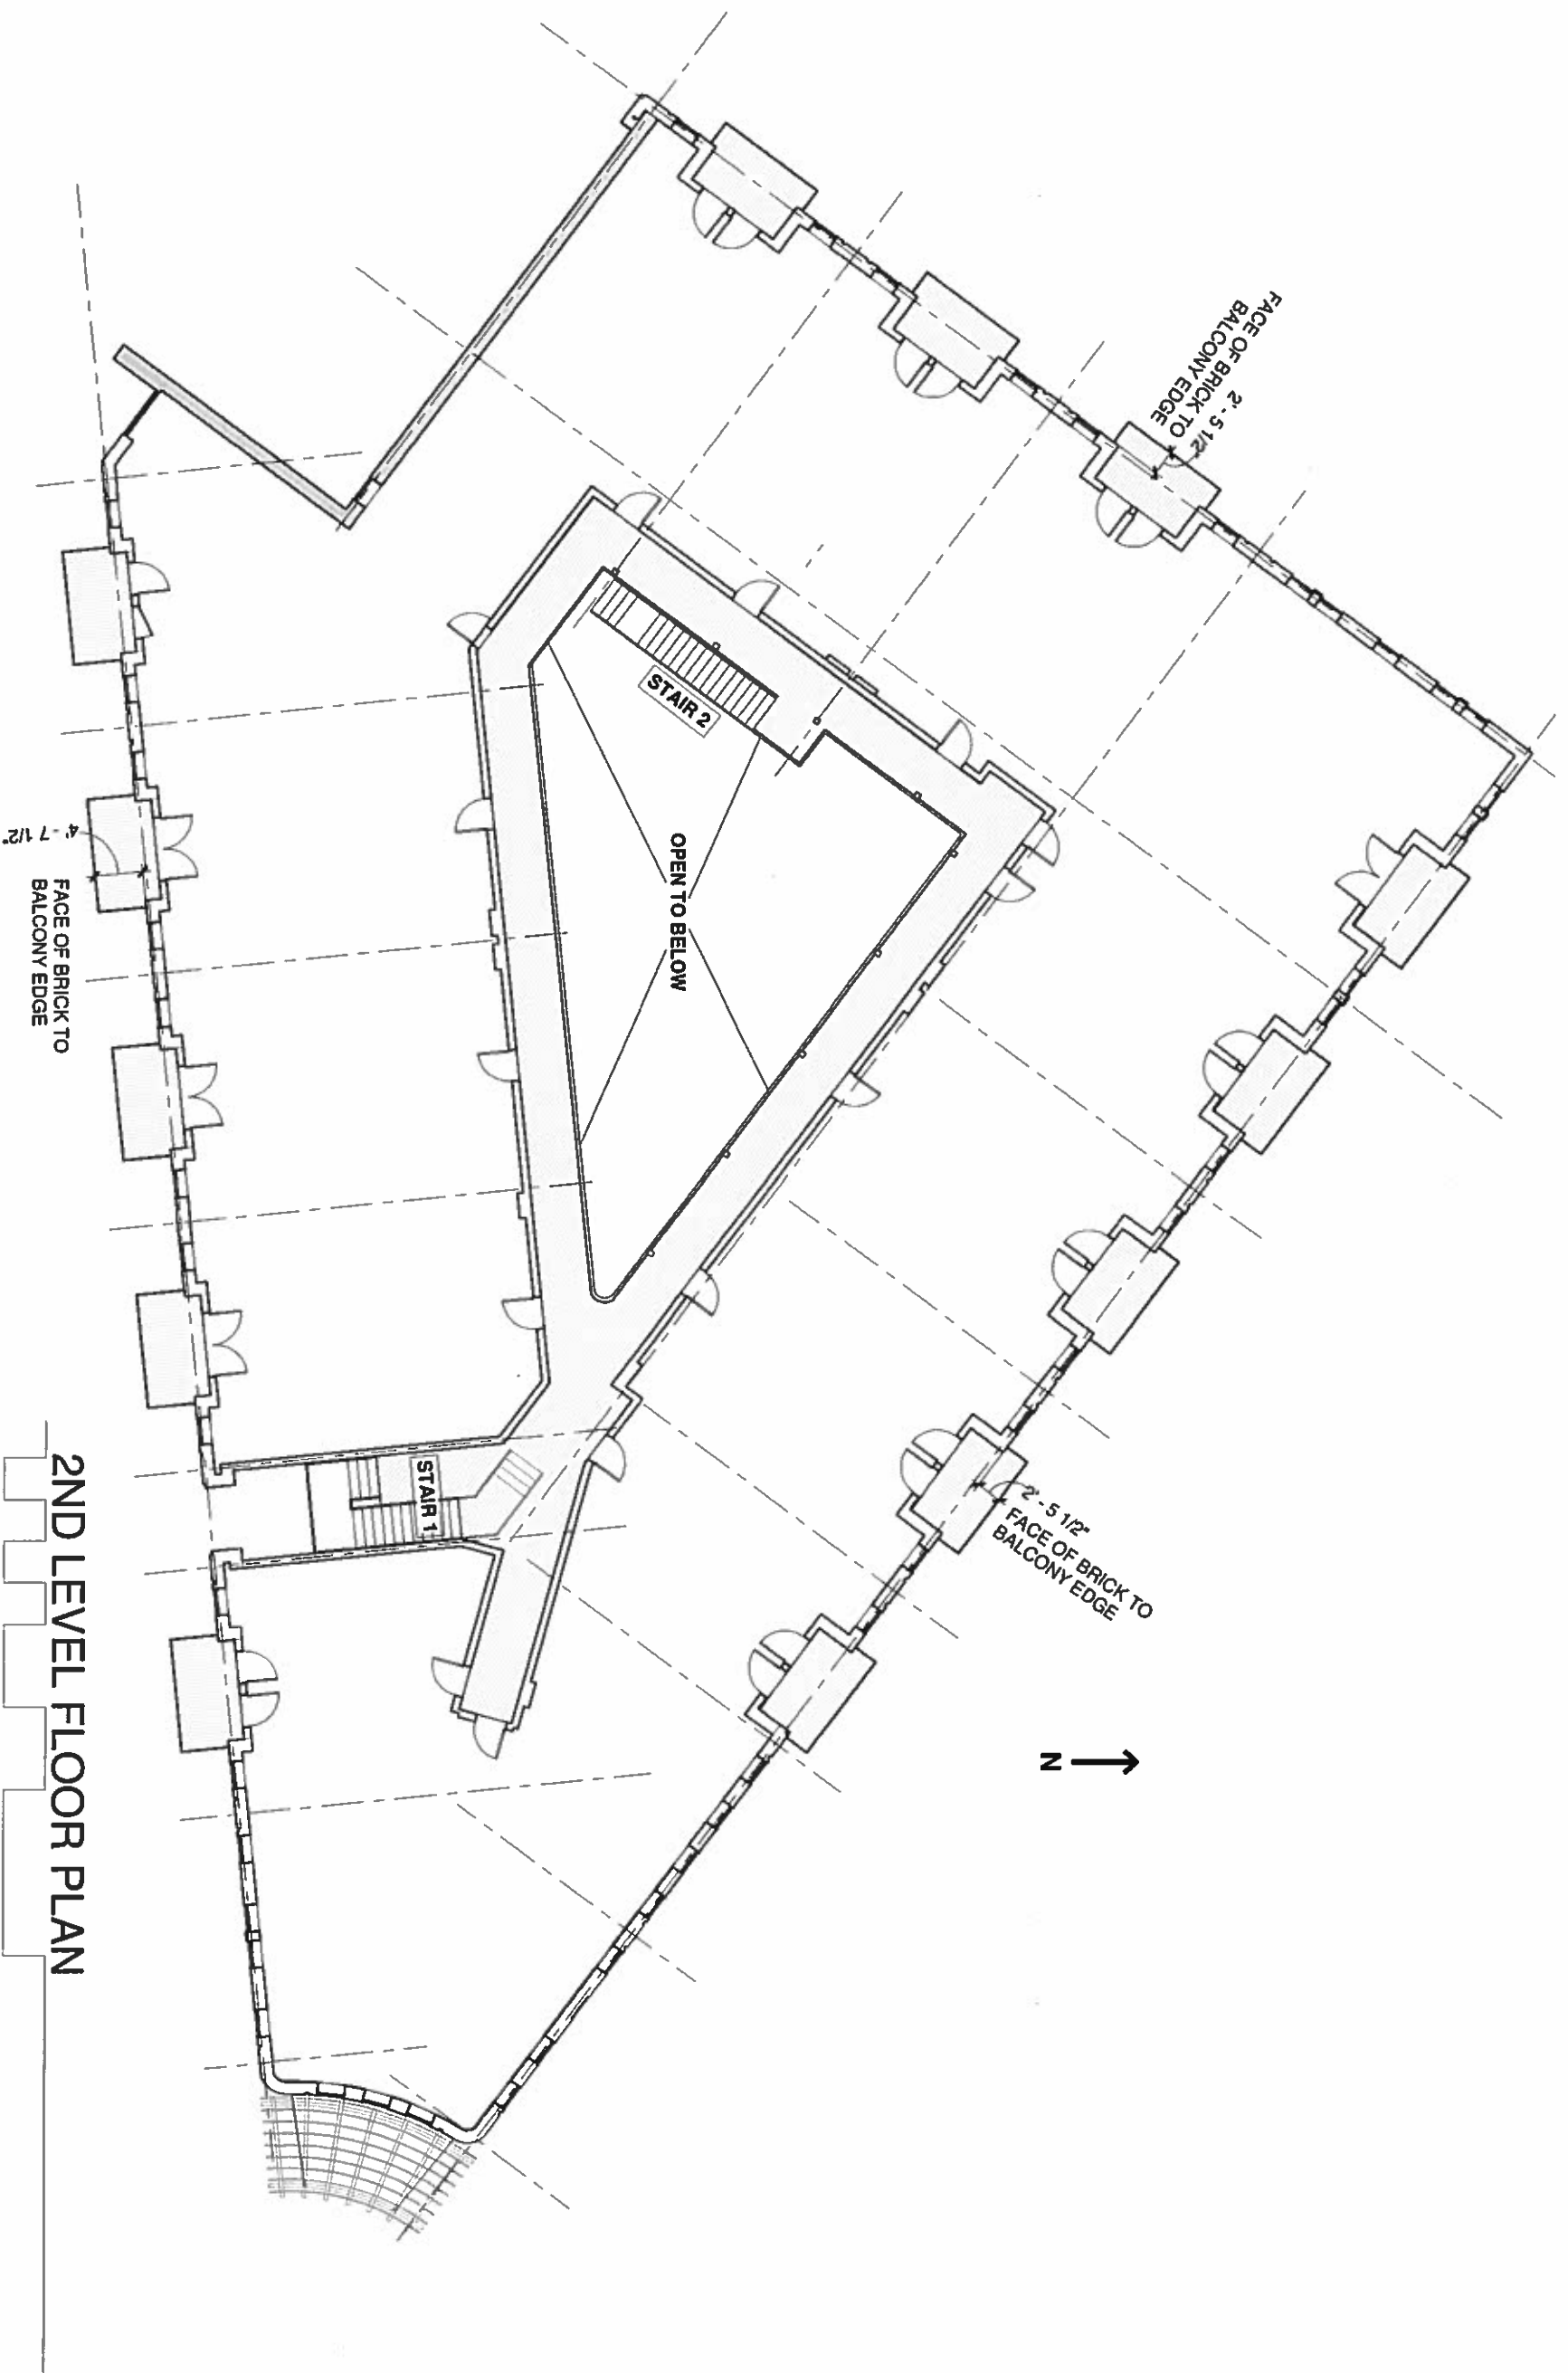 2'- 5 1/2"
FACE OF BRICK TO
BALCONY EDGE
STAIR 2
OPEN TO BELOW
4' - 7 1/2"
FACE OF BRICK TO
BALCONY EDGE
STAIR 1
2' - 5 1/2"
FACE OF BRICK TO
BALCONY EDGE
N
2ND LEVEL FLOOR PLAN